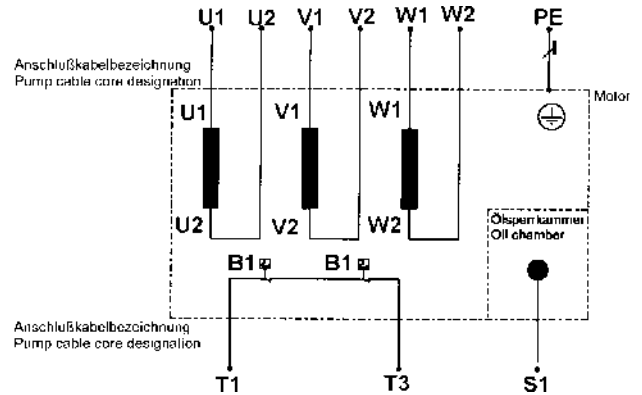 U1 U2 V1 V2 W1 W2 PE
Anschlußkabelbezeichnung
Pump cable core designation
Motor
U1 V1 W1
U2 V2 W2
Ölsperrkammer
Oil chamber
B1 B1
Anschlußkabelbezeichnung
Pump cable core designation
T1 T3 S1